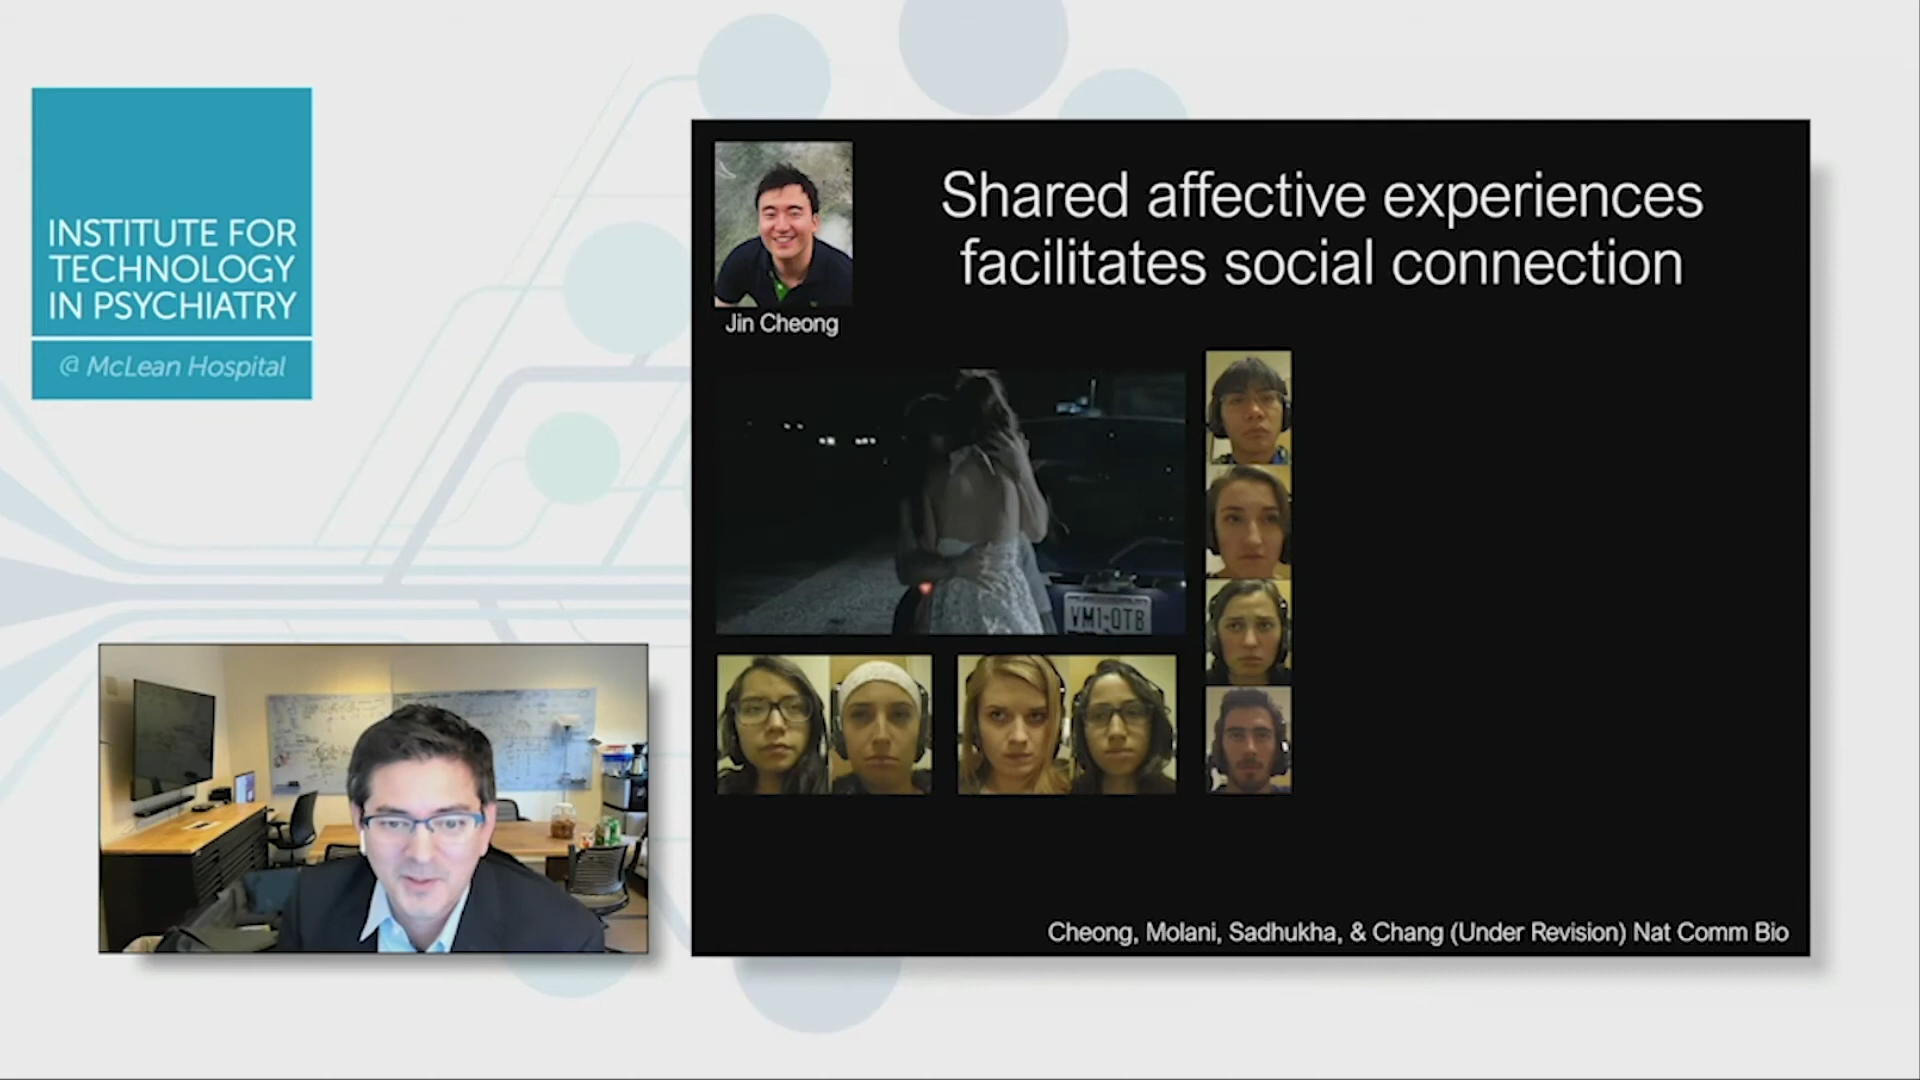 INSTITUTE FOR
TECHNOLOGY
IN PSYCHIATRY
@ McLean Hospital
Shared affective experiences
facilitates social connection
Jin Cheong
VM1-QTB
Cheong, Molani, Sadhukha, & Chang (Under Revision) Nat Comm Bio